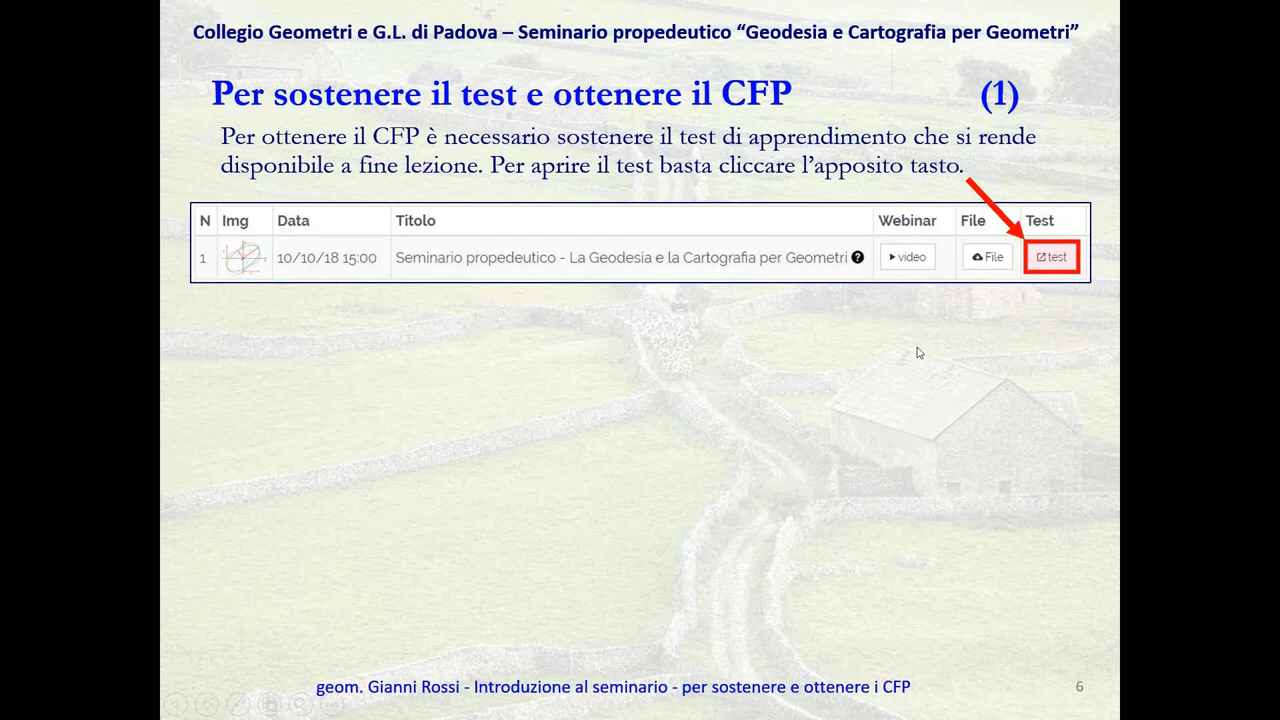 Collegio Geometri e G.L. di Padova – Seminario propedeutico “Geodesia e Cartografia per Geometri”
Per sostenere il test e ottenere il CFP (1)
Per ottenere il CFP è necessario sostenere il test di apprendimento che si rende
disponibile a fine lezione. Per aprire il test basta cliccare l’apposito tasto.
N Img Data Titolo Webinar File Test
1 10/10/18 15:00 Seminario propedeutico - La Geodesia e la Cartografia per Geometri ? video File test
geom. Gianni Rossi - Introduzione al seminario - per sostenere e ottenere i CFP 6